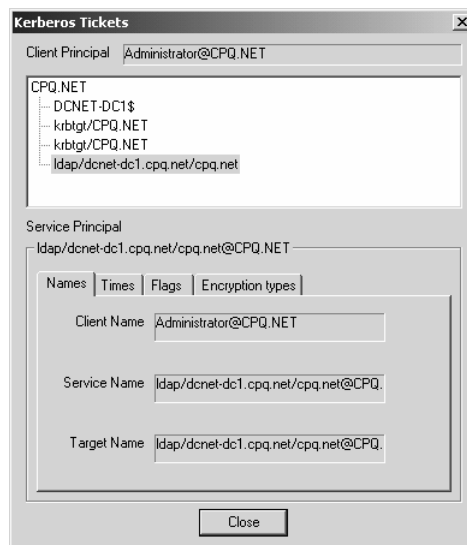 Kerberos Tickets
Client Principal Administrator@CPQ.NET
CPQ.NET
DCNET-DC1$
krbtgt/CPQ.NET
krbtgt/CPQ.NET
ldap/dcnet-dc1.cpq.net/cpq.net
Service Principal
ldap/dcnet-dc1.cpq.net/cpq.net@CPQ.NET
Names Times Flags Encryption types
Client Name Administrator@CPQ.NET
Service Name ldap/dcnet-dc1.cpq.net/cpq.net@CPQ.
Target Name ldap/dcnet-dc1.cpq.net/cpq.net@CPQ.
Close